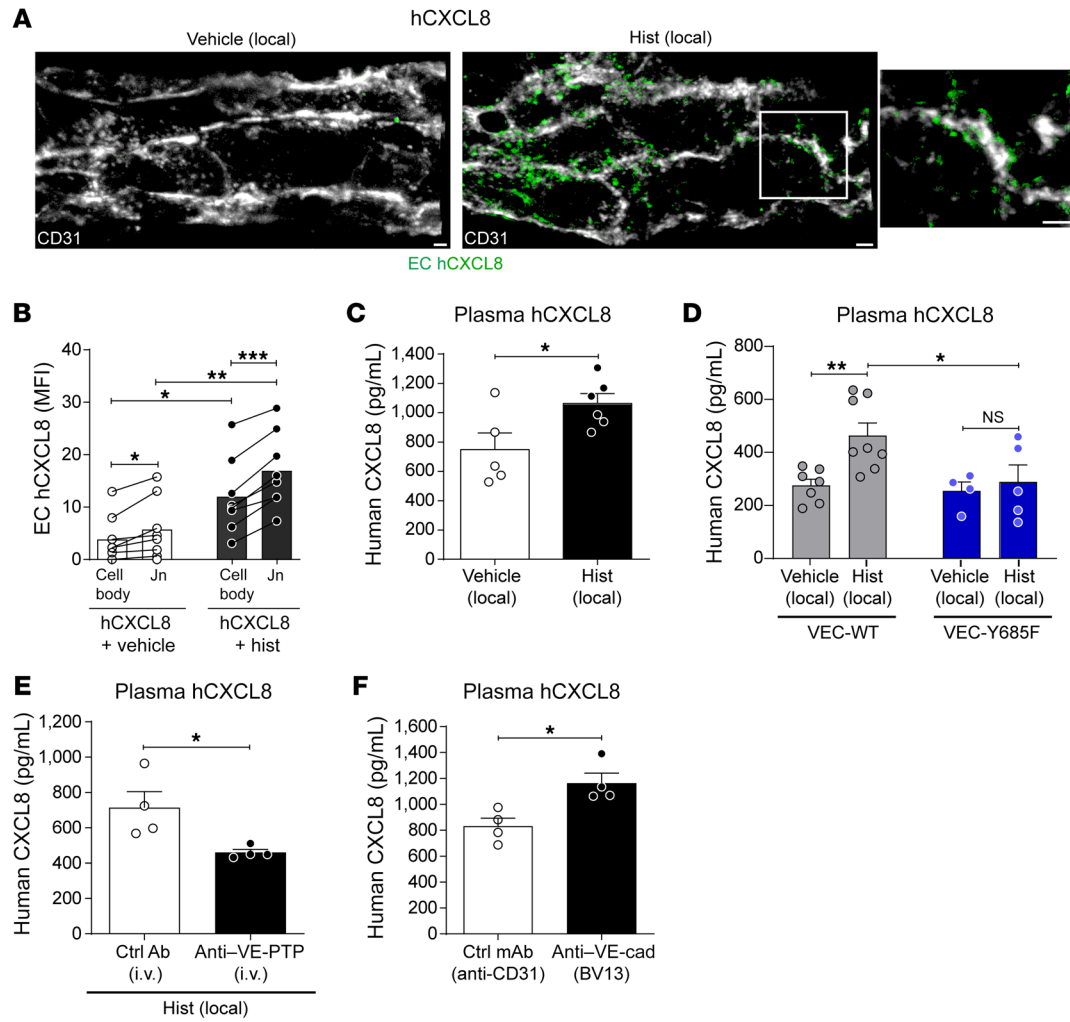 A
hCXCL8
Vehicle (local)
Hist (local)
CD31
CD31
EC hCXCL8
B
EC hCXCL8 (MFI)
40
30
20
10
0
*
*
**
***
Cell body
Jn
Cell body
Jn
hCXCL8 + vehicle
hCXCL8 + hist
C
Plasma hCXCL8
Human CXCL8 (pg/mL)
1,400
1,200
1,000
800
600
400
200
0
*
Vehicle (local)
Hist (local)
D
Plasma hCXCL8
Human CXCL8 (pg/mL)
800
600
400
200
0
**
*
NS
Vehicle (local)
Hist (local)
Vehicle (local)
Hist (local)
VEC-WT
VEC-Y685F
E
Plasma hCXCL8
Human CXCL8 (pg/mL)
1,200
1,000
800
600
400
200
0
*
Ctrl Ab (i.v.)
Anti–VE-PTP (i.v.)
Hist (local)
F
Plasma hCXCL8
Human CXCL8 (pg/mL)
1,600
1,400
1,200
1,000
800
600
400
200
0
*
Ctrl mAb (anti-CD31)
Anti–VE-cad (BV13)